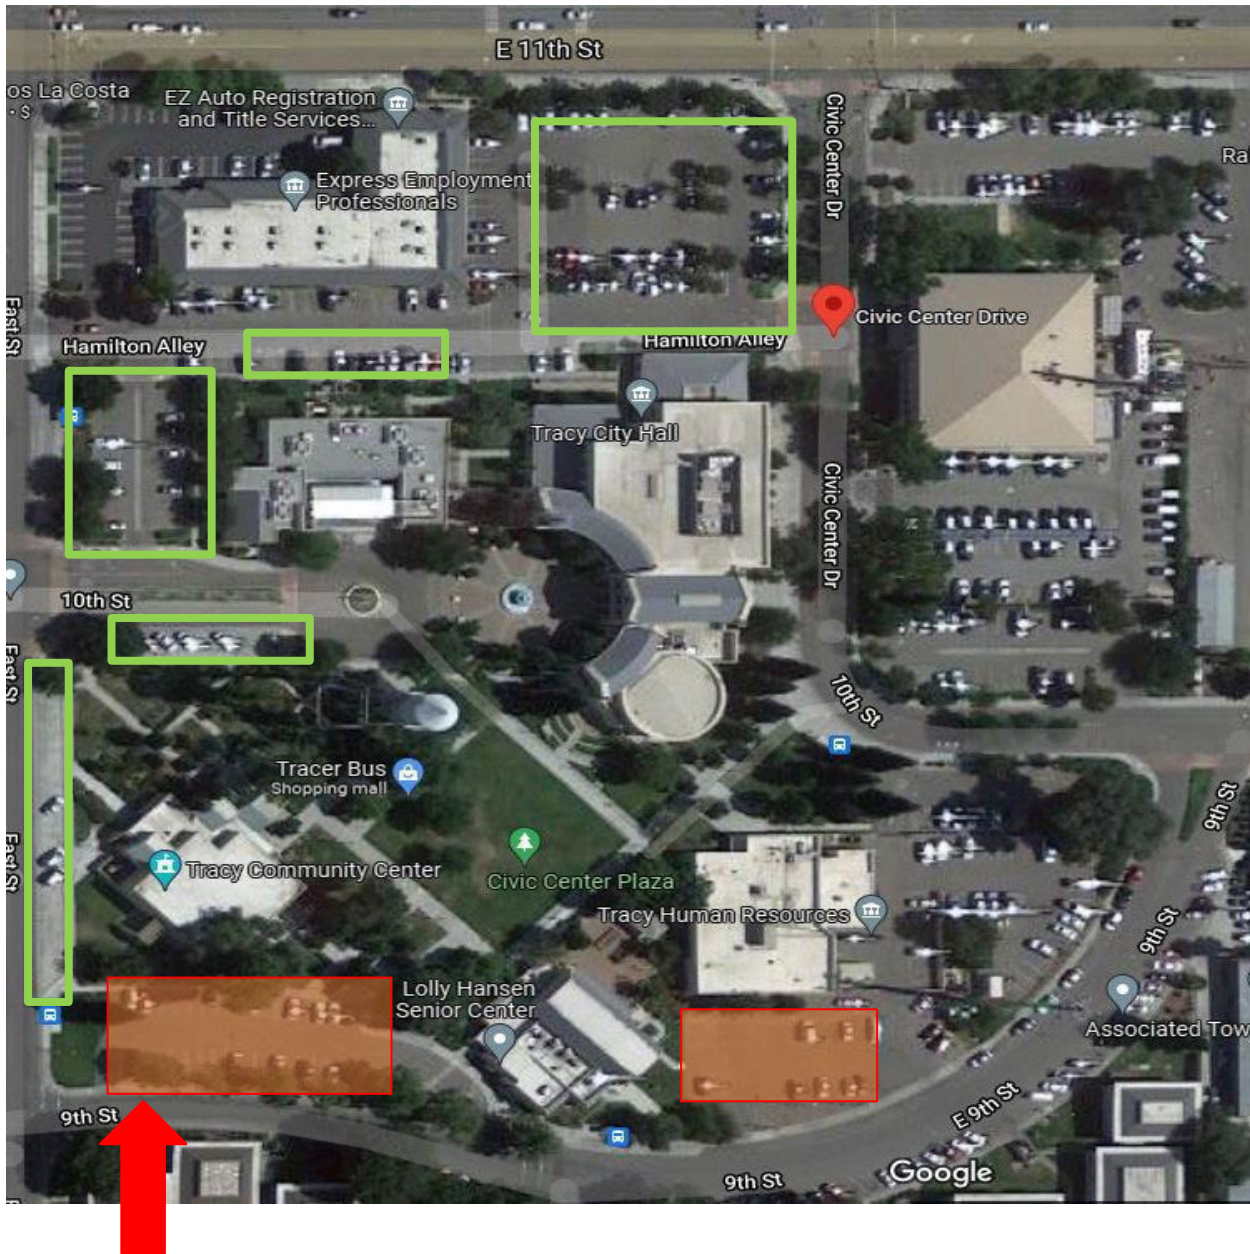 E 11th St
os La Costa
· $
EZ Auto Registration
and Title Services...
Civic Center Dr
Ra
Express Employment
Professionals
East St
Hamilton Alley
Hamilton Alley
Civic Center Drive
Tracy City Hall
Civic Center Dr
10th St
East St
10th St
Tracer Bus
Shopping mall
9th St
East St
Tracy Community Center
Civic Center Plaza
Tracy Human Resources
9th St
Lolly Hansen
Senior Center
Associated Tow
9th St
E 9th St
9th St
Google